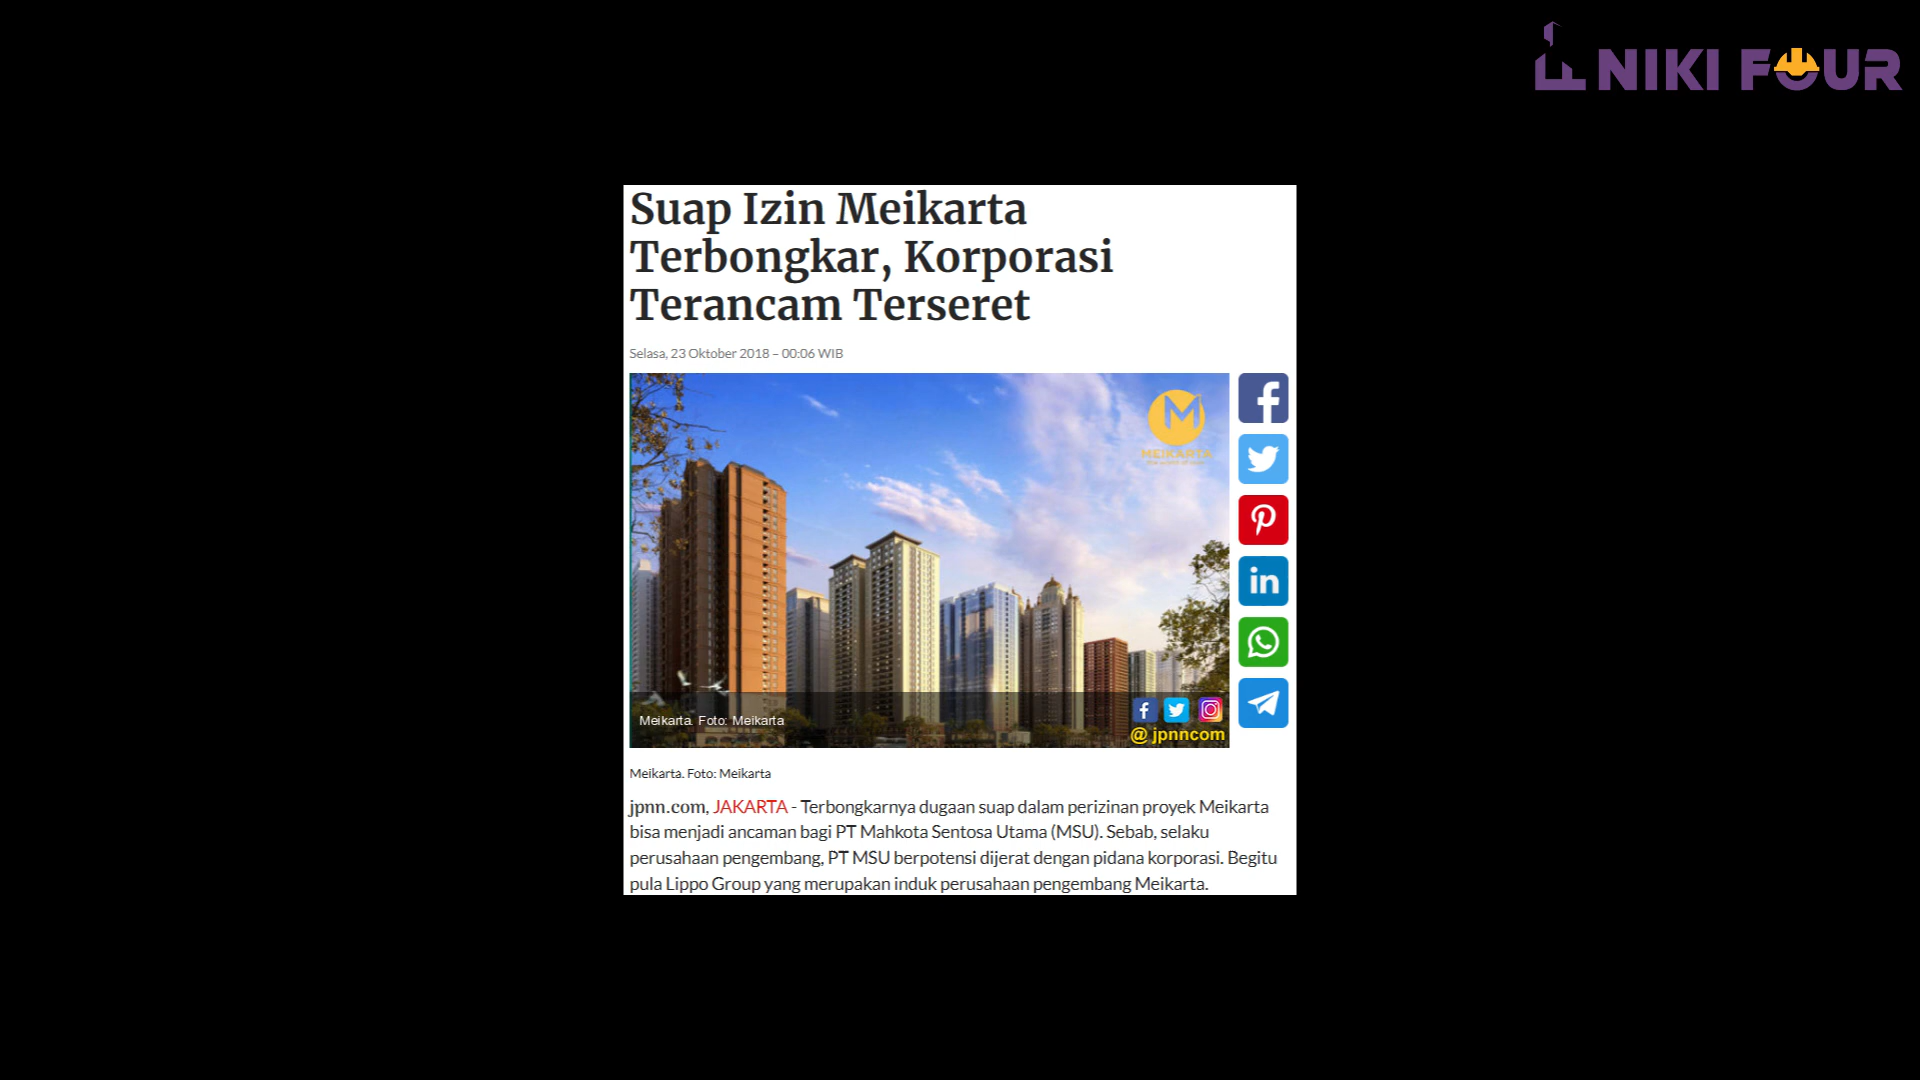 NIKI FOUR
Suap Izin Meikarta
Terbongkar, Korporasi
Terancam Terseret
Selasa, 23 Oktober 2018 – 00:06 WIB
MEIKARTA
Meikarta. Foto: Meikarta
@ jpnncom
Meikarta. Foto: Meikarta
jpnn.com, JAKARTA - Terbongkarnya dugaan suap dalam perizinan proyek Meikarta
bisa menjadi ancaman bagi PT Mahkota Sentosa Utama (MSU). Sebab, selaku
perusahaan pengembang, PT MSU berpotensi dijerat dengan pidana korporasi. Begitu
pula Lippo Group yang merupakan induk perusahaan pengembang Meikarta.